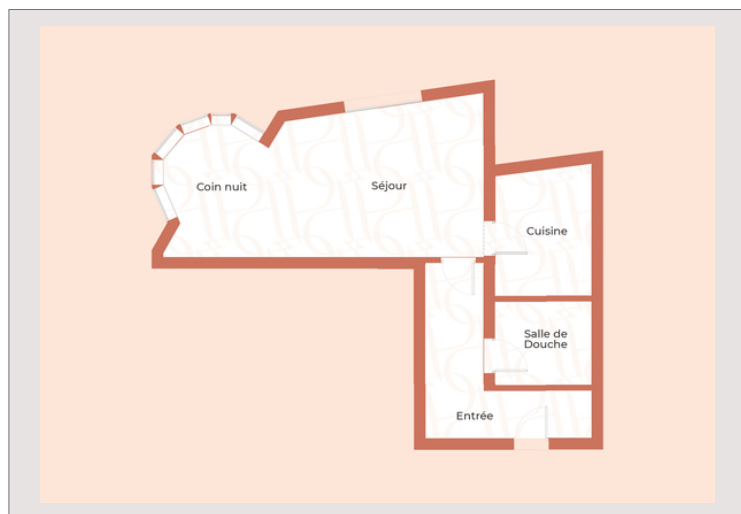 Coin nuit
Séjour
Cuisine
Salle de
Douche
Entrée